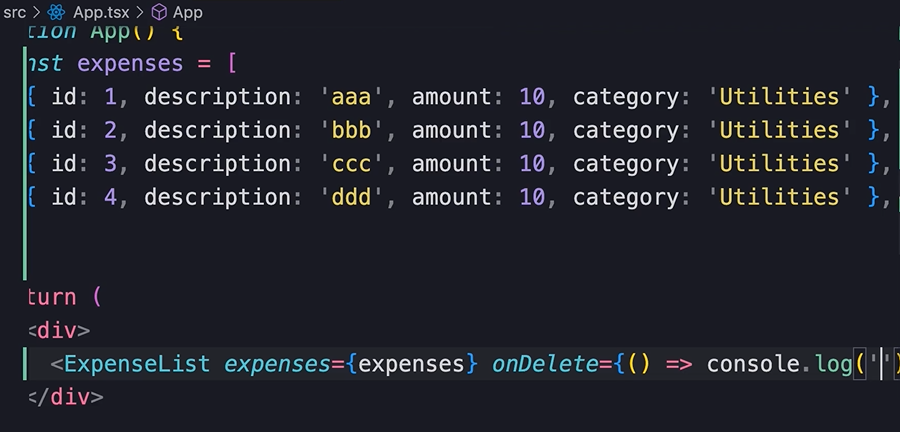 src > App.tsx > App
tion App() {
nst expenses = [
{ id: 1, description: 'aaa', amount: 10, category: 'Utilities' },
{ id: 2, description: 'bbb', amount: 10, category: 'Utilities' },
{ id: 3, description: 'ccc', amount: 10, category: 'Utilities' },
{ id: 4, description: 'ddd', amount: 10, category: 'Utilities' },
turn (
<div>
<ExpenseList expenses={expenses} onDelete={() => console.log('')
</div>